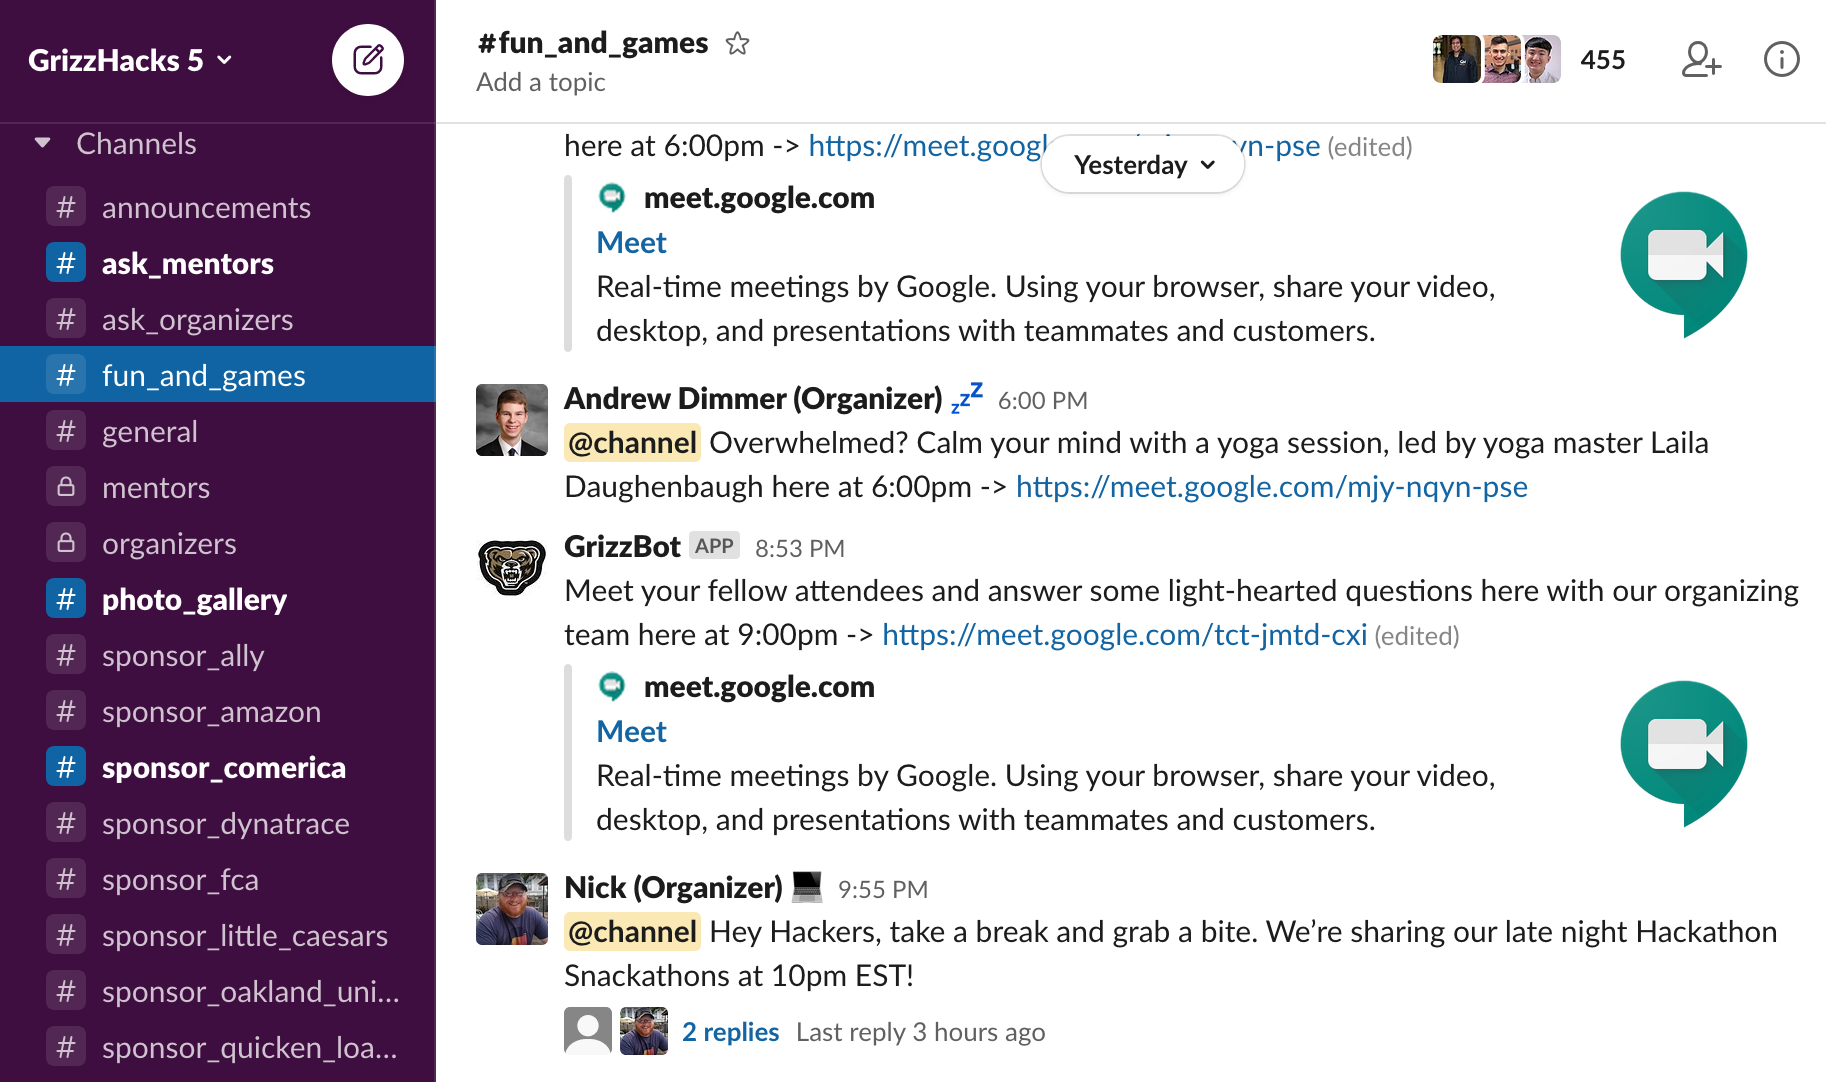 GrizzHacks 5
Channels
# announcements
# ask_mentors
# ask_organizers
# fun_and_games
# general
mentors
organizers
# photo_gallery
# sponsor_ally
# sponsor_amazon
# sponsor_comerica
# sponsor_dynatrace
# sponsor_fca
# sponsor_little_caesars
# sponsor_oakland_uni...
# sponsor_quicken_loa...
#fun_and_games
Add a topic
455
Yesterday
here at 6:00pm -> https://meet.googl yn-pse (edited)
meet.google.com
Meet
Real-time meetings by Google. Using your browser, share your video,
desktop, and presentations with teammates and customers.
Andrew Dimmer (Organizer) 💤 6:00 PM
@channel Overwhelmed? Calm your mind with a yoga session, led by yoga master Laila
Daughenbaugh here at 6:00pm -> https://meet.google.com/mjy-nqyn-pse
GrizzBot APP 8:53 PM
Meet your fellow attendees and answer some light-hearted questions here with our organizing
team here at 9:00pm -> https://meet.google.com/tct-jmtd-cxi (edited)
meet.google.com
Meet
Real-time meetings by Google. Using your browser, share your video,
desktop, and presentations with teammates and customers.
Nick (Organizer) 9:55 PM
@channel Hey Hackers, take a break and grab a bite. We’re sharing our late night Hackathon
Snackathons at 10pm EST!
2 replies Last reply 3 hours ago